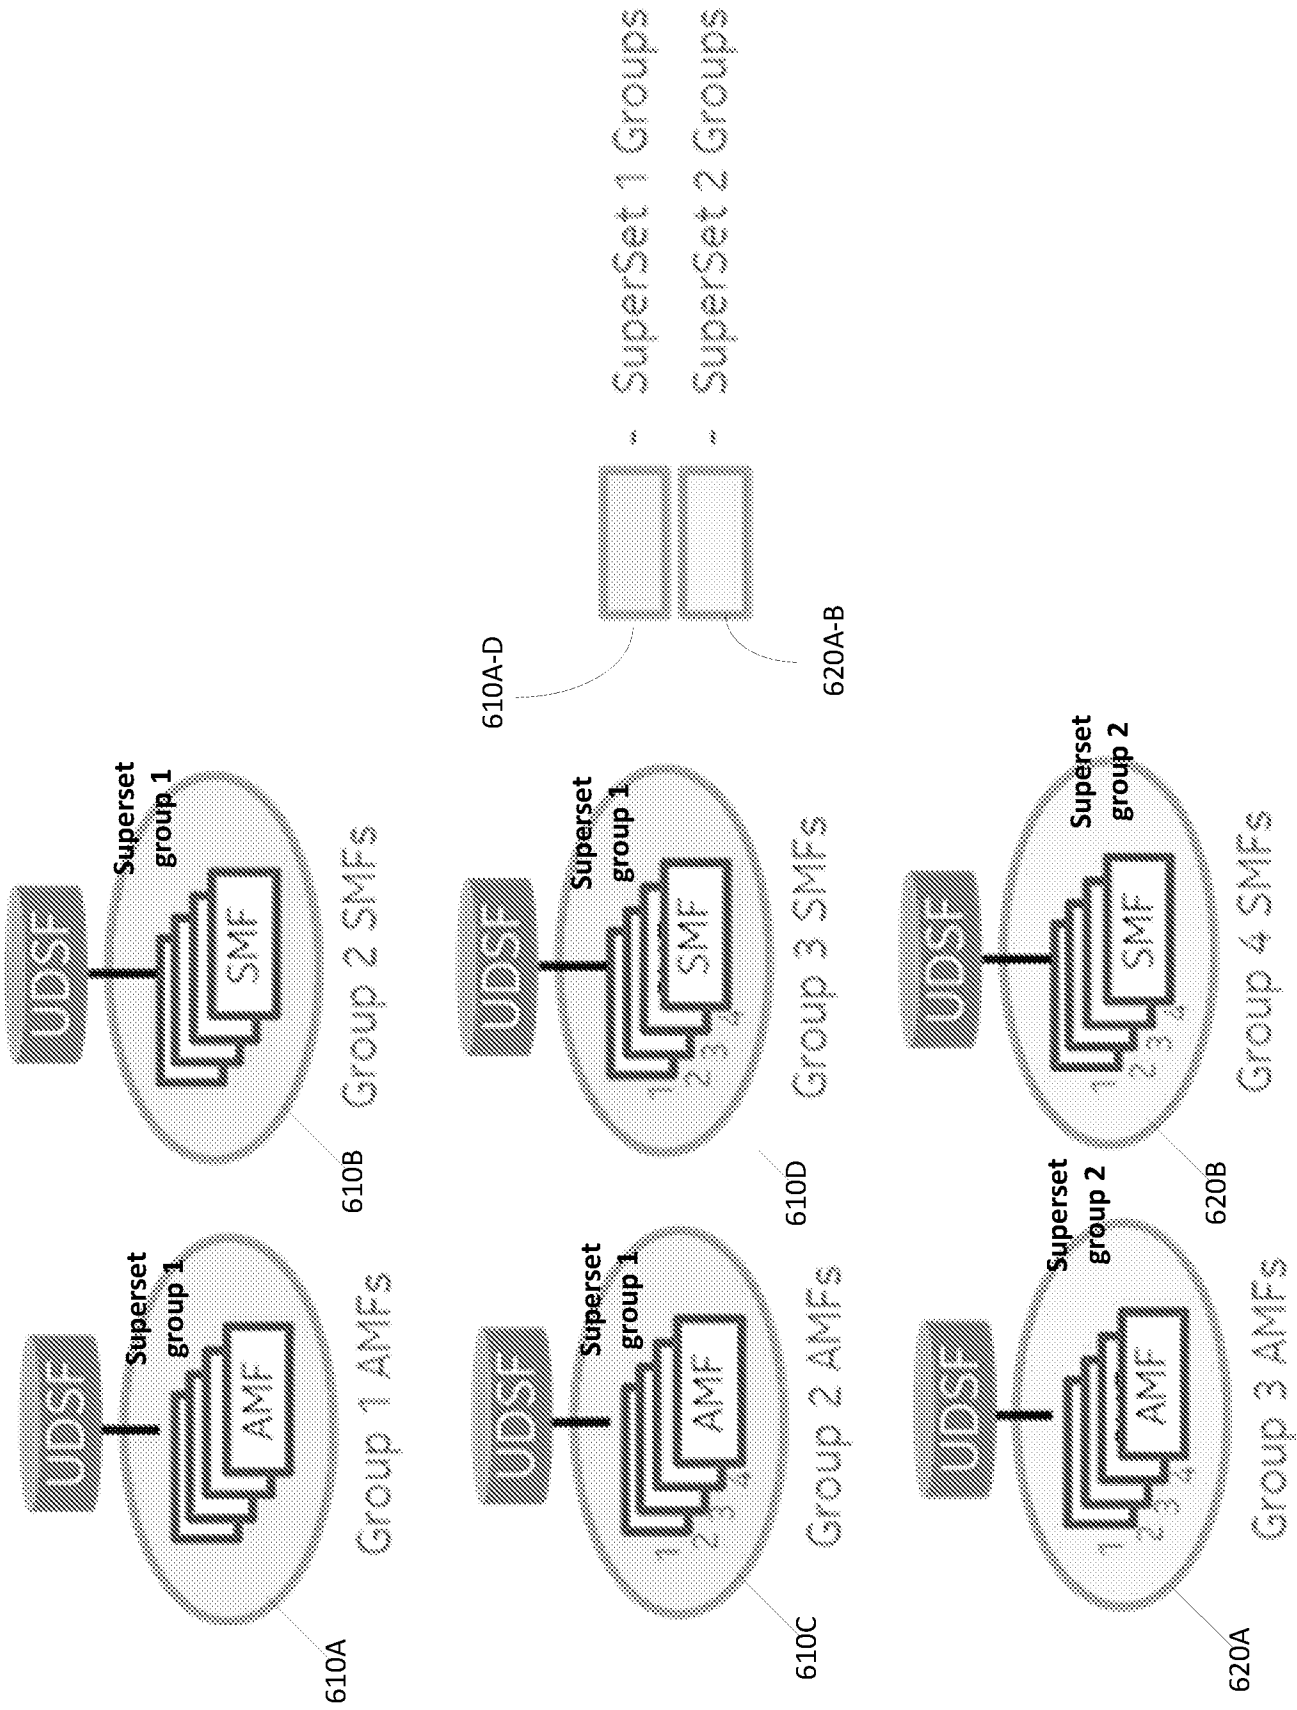 UDSF
UDSF
Superset
group 1
Superset
group 1
AMF
SMF
610A
610B
Group 1 AMFs
Group 2 SMFs
UDSF
UDSF
Superset
group 1
Superset
group 1
1
2
3
4
AMF
1
2
3
4
SMF
610C
610D
Group 2 AMFs
Group 3 SMFs
610A-D
- SuperSet 1 Groups
- SuperSet 2 Groups
620A-B
UDSF
UDSF
Superset
group 2
Superset
group 2
1
2
3
4
AMF
1
2
3
4
SMF
620A
620B
Group 3 AMFs
Group 4 SMFs